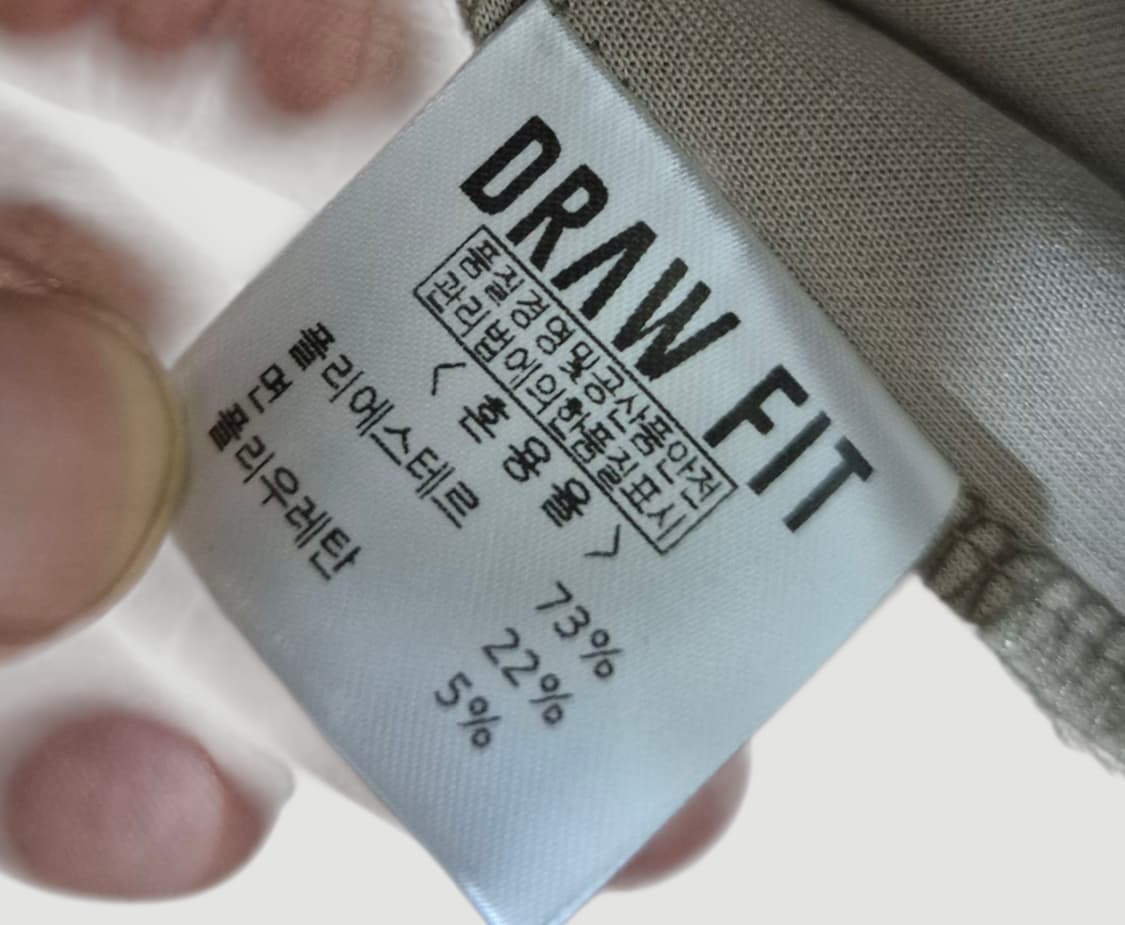 DRAW FIT
품질경영및공산품안전
관리법에의한품질표시
< 혼 용 율 >
폴리에스테르 73%
면 22%
폴리우레탄 5%